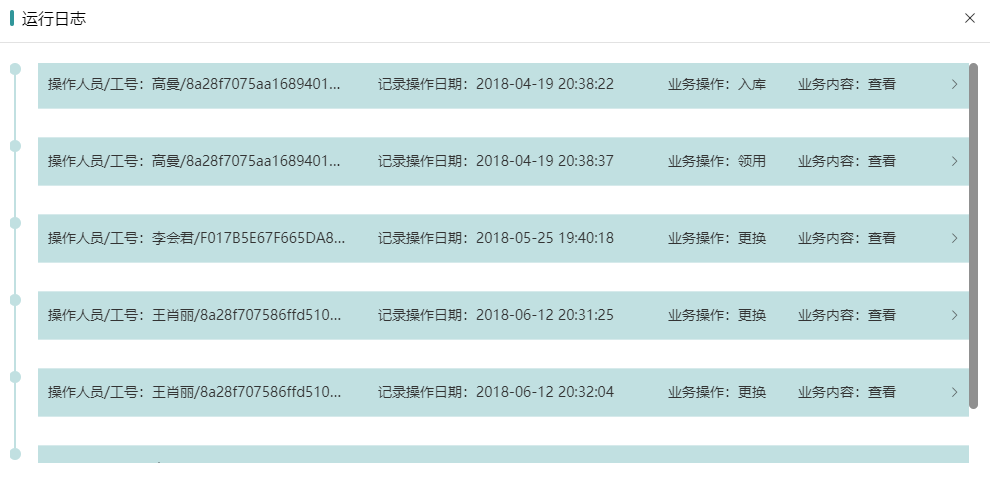 运行日志
操作人员/工号：高曼/8a28f7075aa1689401... 记录操作日期：2018-04-19 20:38:22 业务操作：入库 业务内容：查看
操作人员/工号：高曼/8a28f7075aa1689401... 记录操作日期：2018-04-19 20:38:37 业务操作：领用 业务内容：查看
操作人员/工号：李会君/F017B5E67F665DA8... 记录操作日期：2018-05-25 19:40:18 业务操作：更换 业务内容：查看
操作人员/工号：王肖丽/8a28f707586ffd510... 记录操作日期：2018-06-12 20:31:25 业务操作：更换 业务内容：查看
操作人员/工号：王肖丽/8a28f707586ffd510... 记录操作日期：2018-06-12 20:32:04 业务操作：更换 业务内容：查看